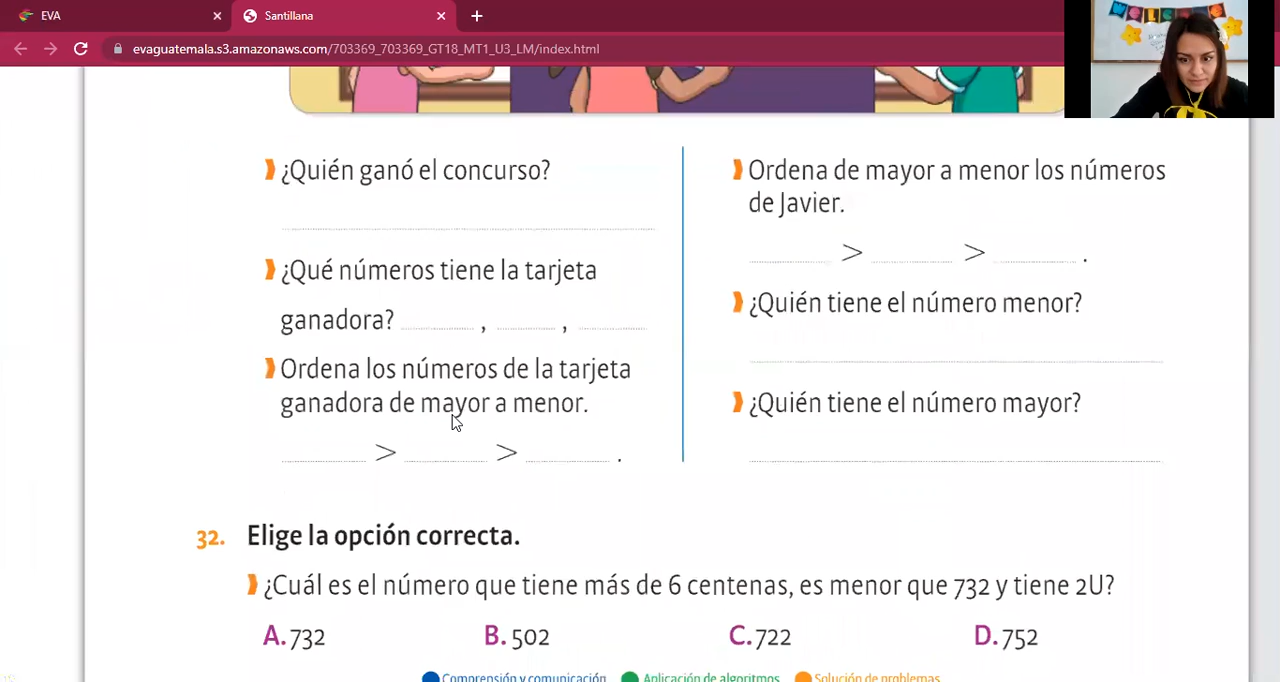 EVA
Santillana
evaguatemala.s3.amazonaws.com/703369_703369_GT18_MT1_U3_LM/index.html
¿Quién ganó el concurso?
¿Qué números tiene la tarjeta
ganadora? , ,
Ordena los números de la tarjeta
ganadora de mayor a menor.
> > .
Ordena de mayor a menor los números
de Javier.
> > .
¿Quién tiene el número menor?
¿Quién tiene el número mayor?
32. Elige la opción correcta.
¿Cuál es el número que tiene más de 6 centenas, es menor que 732 y tiene 2U?
A. 732 B. 502 C. 722 D. 752
Comprensión y comunicación Aplicación de algoritmos Solución de problemas